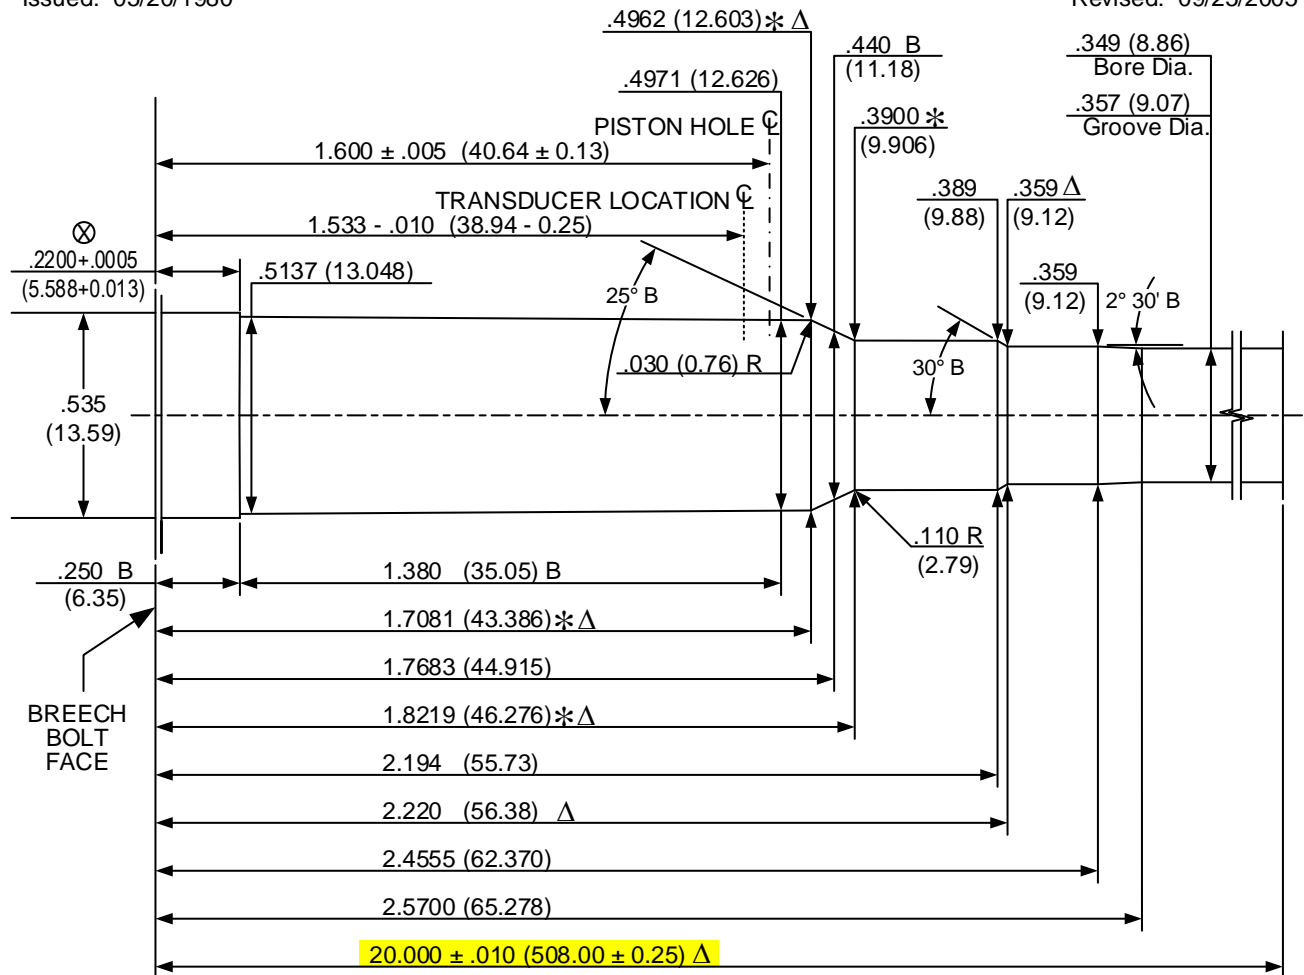 Issued: 05/20/1980
Revised: 09/25/2005
.4962 (12.603)✻ Δ
.440 B
(11.18)
.349 (8.86)
Bore Dia.
.4971 (12.626)
.357 (9.07)
Groove Dia.
PISTON HOLE ℄
.3900 ✻
(9.906)
1.600 ± .005 (40.64 ± 0.13)
TRANSDUCER LOCATION ℄
.389
(9.88)
.359 Δ
(9.12)
1.533 - .010 (38.94 - 0.25)
⊗
.2200+.0005
(5.588+0.013)
.5137 (13.048)
25° B
.359
(9.12)
2° 30' B
.030 (0.76) R
30° B
.535
(13.59)
.110 R
(2.79)
.250 B
(6.35)
1.380 (35.05) B
1.7081 (43.386)✻ Δ
1.7683 (44.915)
BREECH
BOLT
FACE
1.8219 (46.276)✻ Δ
2.194 (55.73)
2.220 (56.38) Δ
2.4555 (62.370)
2.5700 (65.278)
20.000 ± .010 (508.00 ± 0.25) Δ